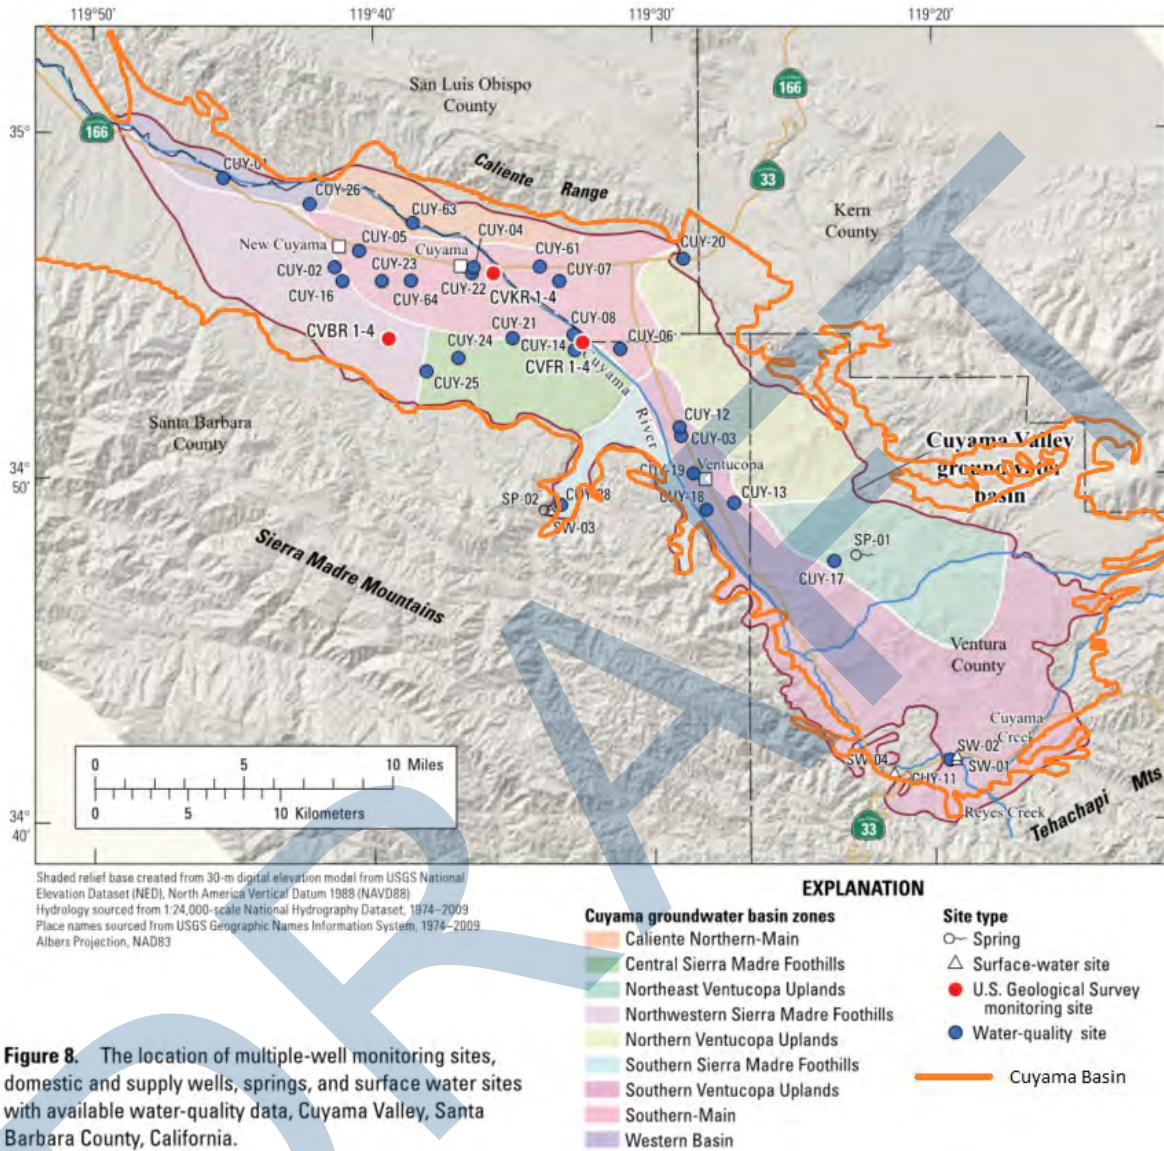 119°50'
119°40'
119°30'
119°20'
San Luis Obispo
County
166
35°
166
Caliente Range
33
Kern
County
CUY-01
CUY-26
CUY-63
CUY-04
CUY-20
New Cuyama
CUY-05
Cuyama
CUY-61
CUY-02
CUY-23
CUY-22
CUY-07
CUY-16
CUY-64
CVKR 1-4
CVBR 1-4
CUY-24
CUY-21
CUY-08
CUY-14
CUY-06
CVFR 1-4
CUY-25
Cuyama
River
Santa Barbara
County
CUY-12
CUY-03
Cuyama Valley
groundwater
basin
34°
50'
CUY-19
Ventucopa
SP-02
CUY-28
CUY-18
CUY-13
SW-03
Sierra Madre Mountains
SP-01
CUY-17
Ventura
County
Cuyama
Creek
SW-02
SW-04
SW-01
CUY-11
Reyes Creek
Tehachapi Mts
33
0 5 10 Miles
0 5 10 Kilometers
34°
40'
Shaded relief base created from 30-m digital elevation model from USGS National
Elevation Dataset (NED), North America Vertical Datum 1988 (NAVD88)
Hydrology sourced from 1:24,000-scale National Hydrography Dataset, 1974–2009
Place names sourced from USGS Geographic Names Information System, 1974–2009
Albers Projection, NAD83
EXPLANATION
Cuyama groundwater basin zones
Caliente Northern-Main
Central Sierra Madre Foothills
Northeast Ventucopa Uplands
Northwestern Sierra Madre Foothills
Northern Ventucopa Uplands
Southern Sierra Madre Foothills
Southern Ventucopa Uplands
Southern-Main
Western Basin
Site type
Spring
Surface-water site
U.S. Geological Survey
monitoring site
Water-quality site
Cuyama Basin
Figure 8. The location of multiple-well monitoring sites,
domestic and supply wells, springs, and surface water sites
with available water-quality data, Cuyama Valley, Santa
Barbara County, California.
DRAFT